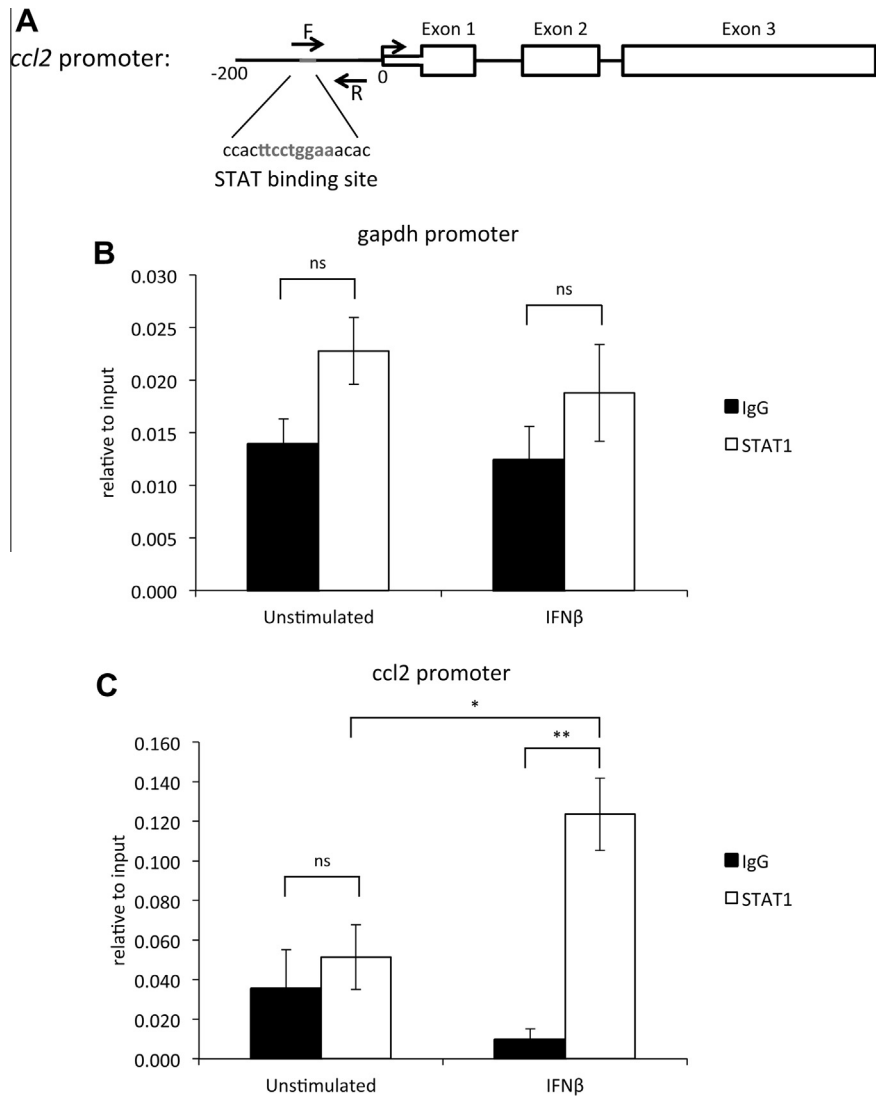 A
ccl2 promoter:
F
Exon 1
Exon 2
Exon 3
-200
0
R
ccacttcctggaaacac
STAT binding site
B
gapdh promoter
ns
ns
0.030
0.025
0.020
0.015
0.010
0.005
0.000
relative to input
IgG
STAT1
Unstimulated
IFNβ
C
ccl2 promoter
*
**
ns
0.160
0.140
0.120
0.100
0.080
0.060
0.040
0.020
0.000
relative to input
IgG
STAT1
Unstimulated
IFNβ